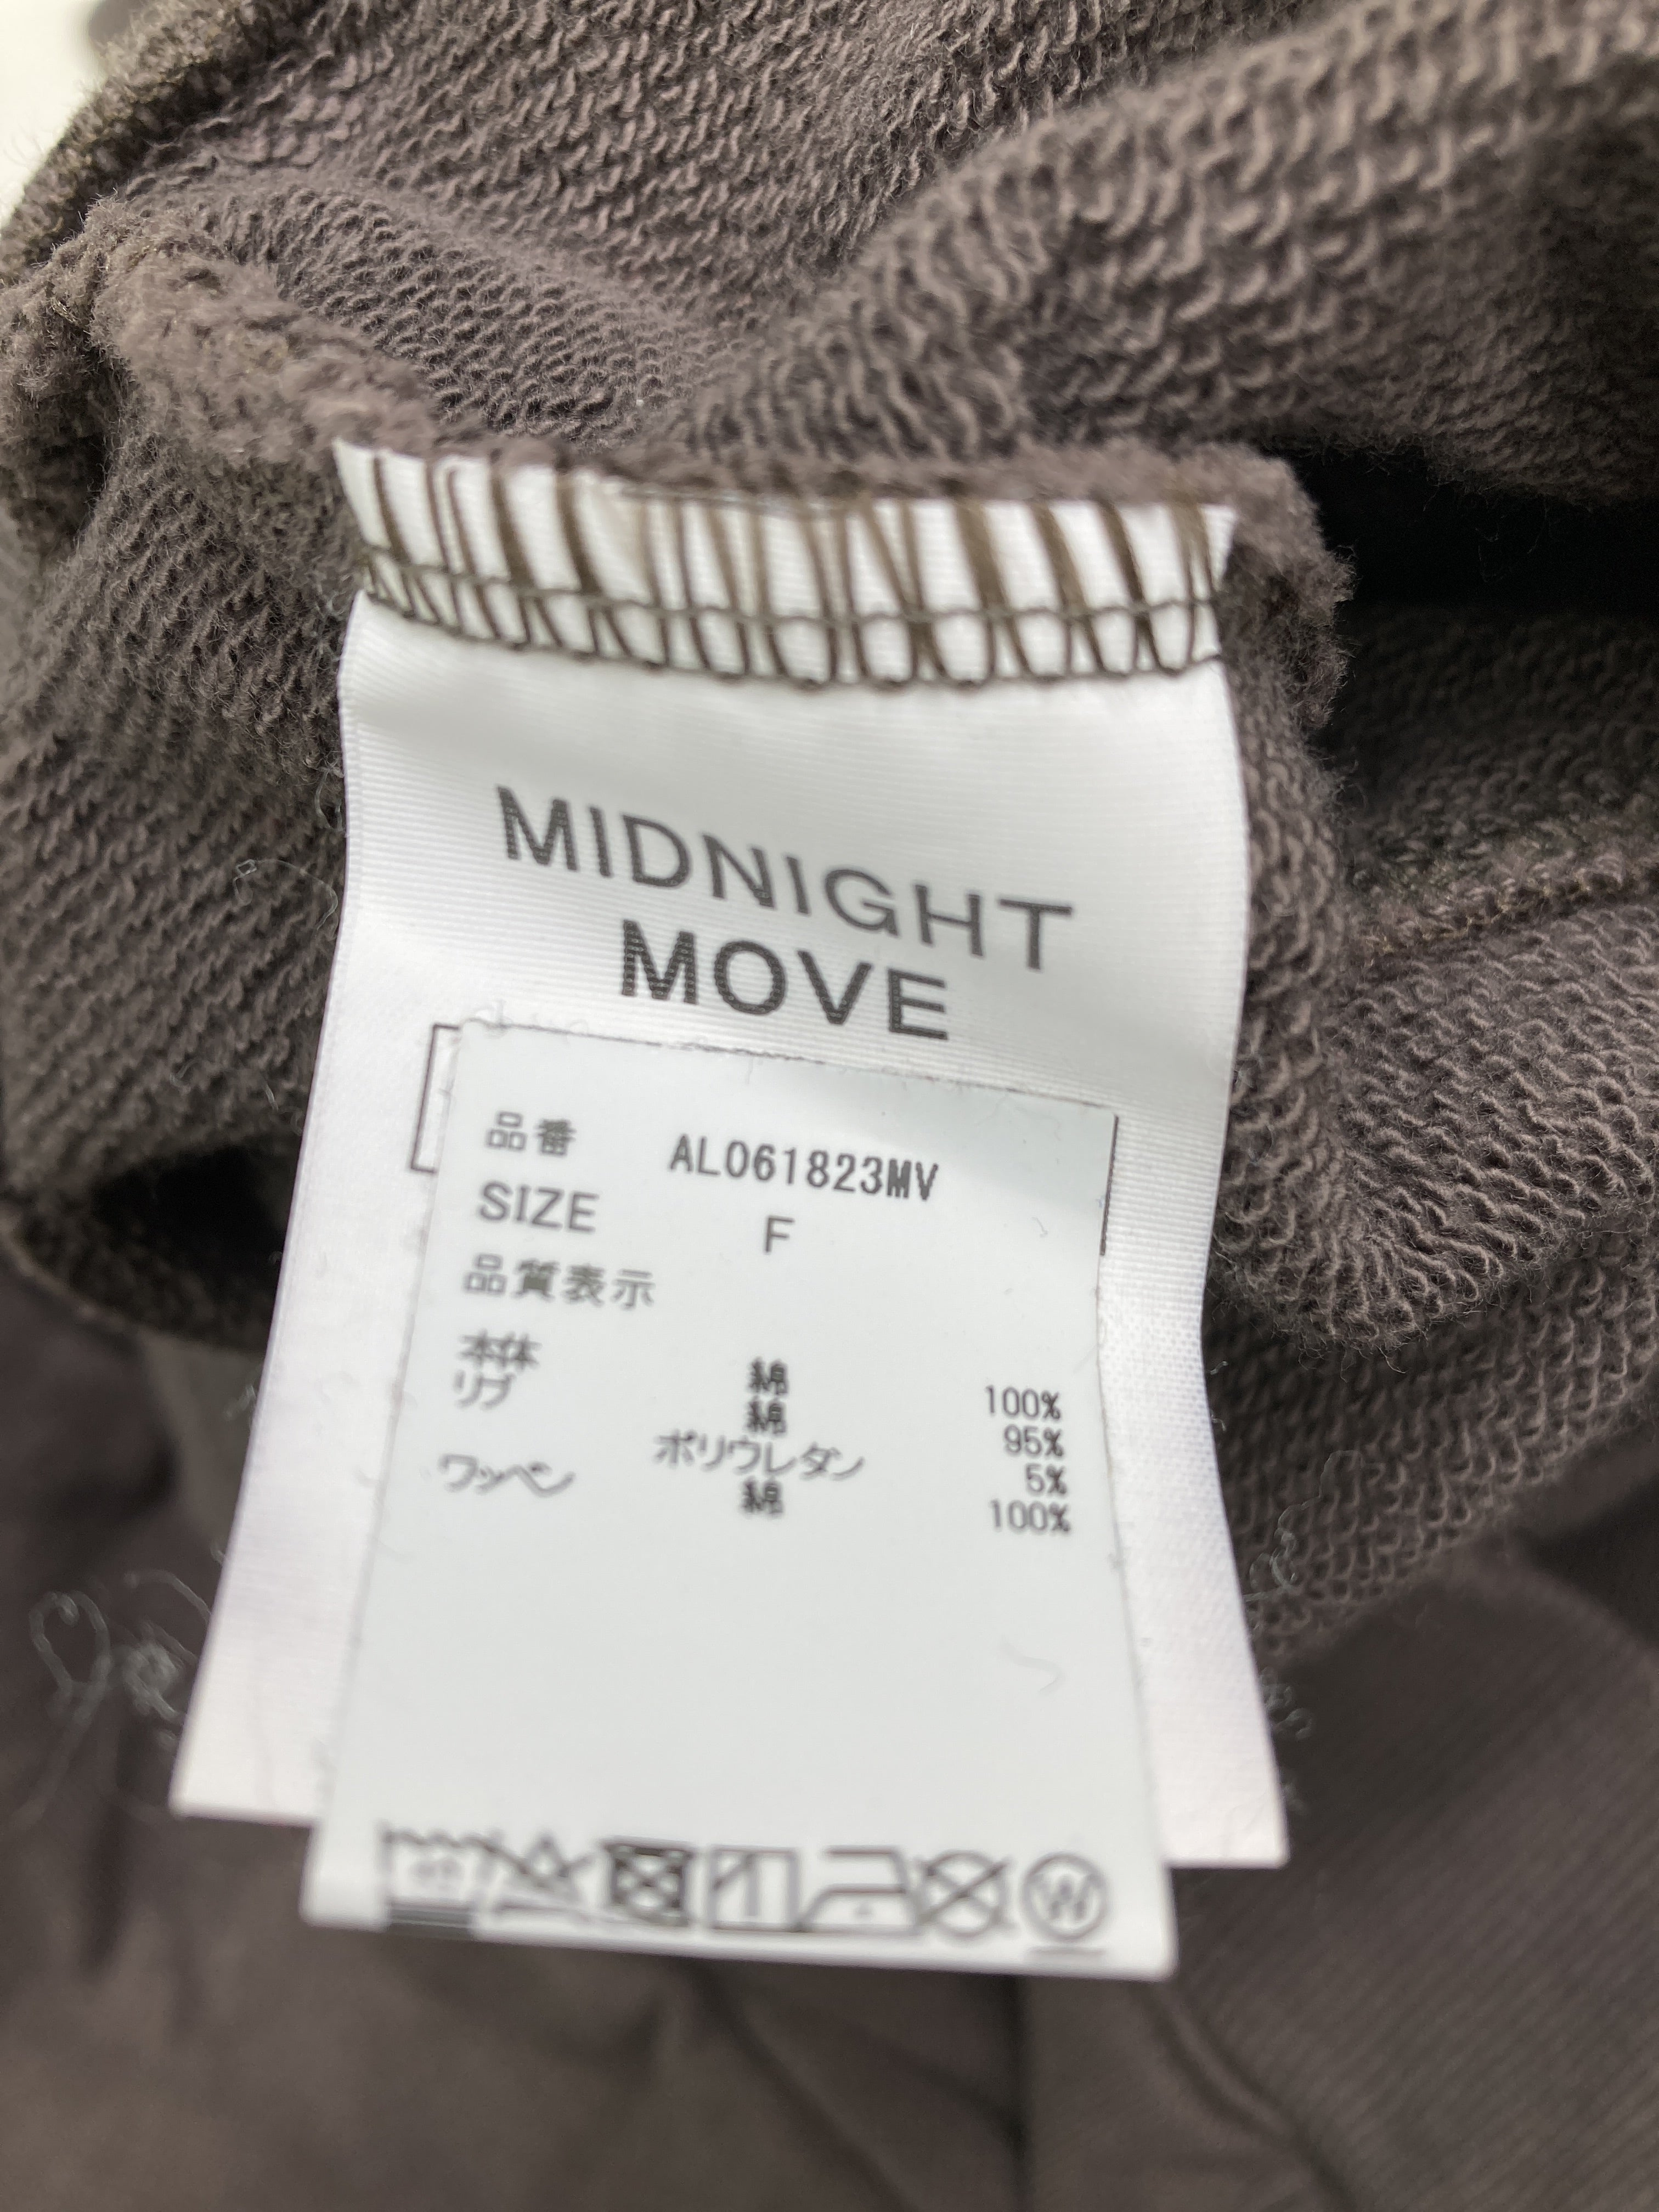 MIDNIGHT
MOVE
品番 AL061823MV
SIZE F
品質表示
本体 綿 100%
リブ 綿 95%
ポリウレタン 5%
ワッペン 綿 100%
W